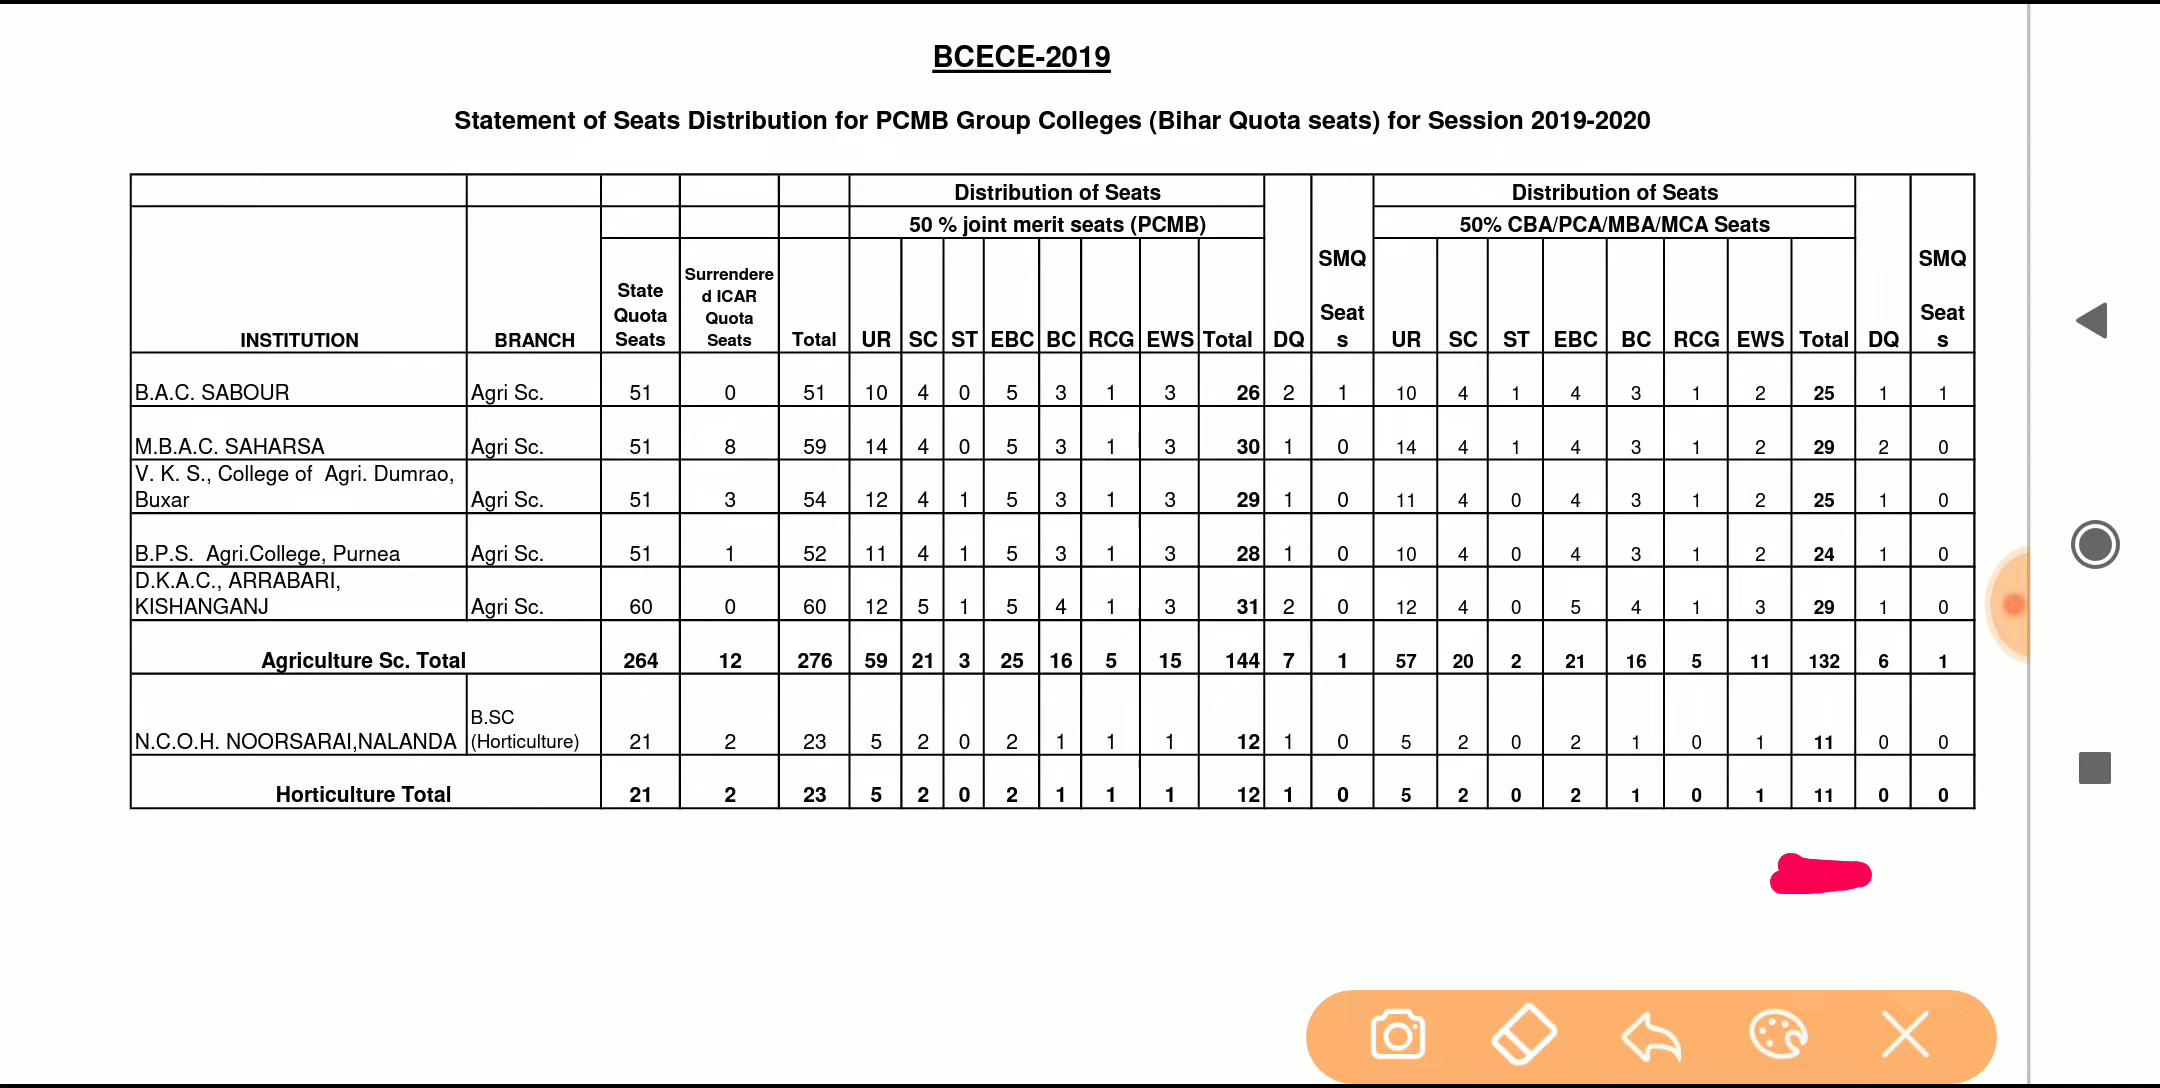 BCECE-2019
Statement of Seats Distribution for PCMB Group Colleges (Bihar Quota seats) for Session 2019-2020
Distribution of Seats Distribution of Seats
50 % joint merit seats (PCMB) 50% CBA/PCA/MBA/MCA Seats
INSTITUTION BRANCH State Quota Seats Surrendere d ICAR Quota Seats Total UR SC ST EBC BC RCG EWS Total DQ SMQ Seat s UR SC ST EBC BC RCG EWS Total DQ SMQ Seat s
B.A.C. SABOUR Agri Sc. 51 0 51 10 4 0 5 3 1 3 26 2 1 10 4 1 4 3 1 2 25 1 1
M.B.A.C. SAHARSA Agri Sc. 51 8 59 14 4 0 5 3 1 3 30 1 0 14 4 1 4 3 1 2 29 2 0
V. K. S., College of Agri. Dumrao,
Buxar Agri Sc. 51 3 54 12 4 1 5 3 1 3 29 1 0 11 4 0 4 3 1 2 25 1 0
B.P.S. Agri.College, Purnea Agri Sc. 51 1 52 11 4 1 5 3 1 3 28 1 0 10 4 0 4 3 1 2 24 1 0
D.K.A.C., ARRABARI,
KISHANGANJ Agri Sc. 60 0 60 12 5 1 5 4 1 3 31 2 0 12 4 0 5 4 1 3 29 1 0
Agriculture Sc. Total 264 12 276 59 21 3 25 16 5 15 144 7 1 57 20 2 21 16 5 11 132 6 1
B.SC
N.C.O.H. NOORSARAI,NALANDA (Horticulture) 21 2 23 5 2 0 2 1 1 1 12 1 0 5 2 0 2 1 0 1 11 0 0
Horticulture Total 21 2 23 5 2 0 2 1 1 1 12 1 0 5 2 0 2 1 0 1 11 0 0